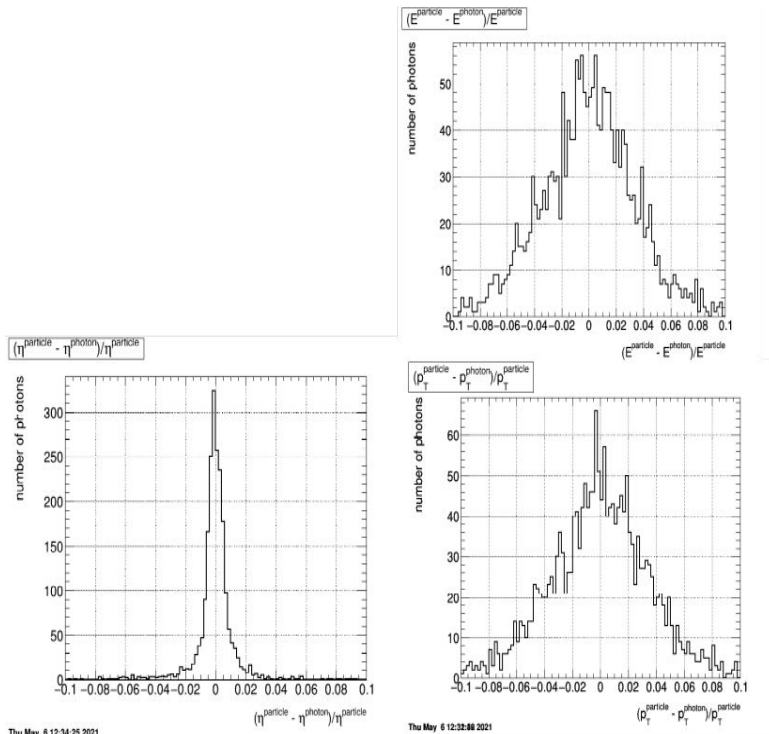 (E^particle - E^photon)/E^particle
number of photons
50
40
30
20
10
0
−0.1 −0.08 −0.06 −0.04 −0.02 0 0.02 0.04 0.06 0.08 0.1
(E^particle - E^photon)/E^particle
(η^particle - η^photon)/η^particle
number of photons
300
250
200
150
100
50
0
−0.1 −0.08 −0.06 −0.04 −0.02 0 0.02 0.04 0.06 0.08 0.1
(η^particle - η^photon)/η^particle
Thu May 6 12:34:25 2021
(p_T^particle - p_T^photon)/p_T^particle
number of photons
60
50
40
30
20
10
0
−0.1 −0.08 −0.06 −0.04 −0.02 0 0.02 0.04 0.06 0.08 0.1
(p_T^particle - p_T^photon)/p_T^particle
Thu May 6 2021